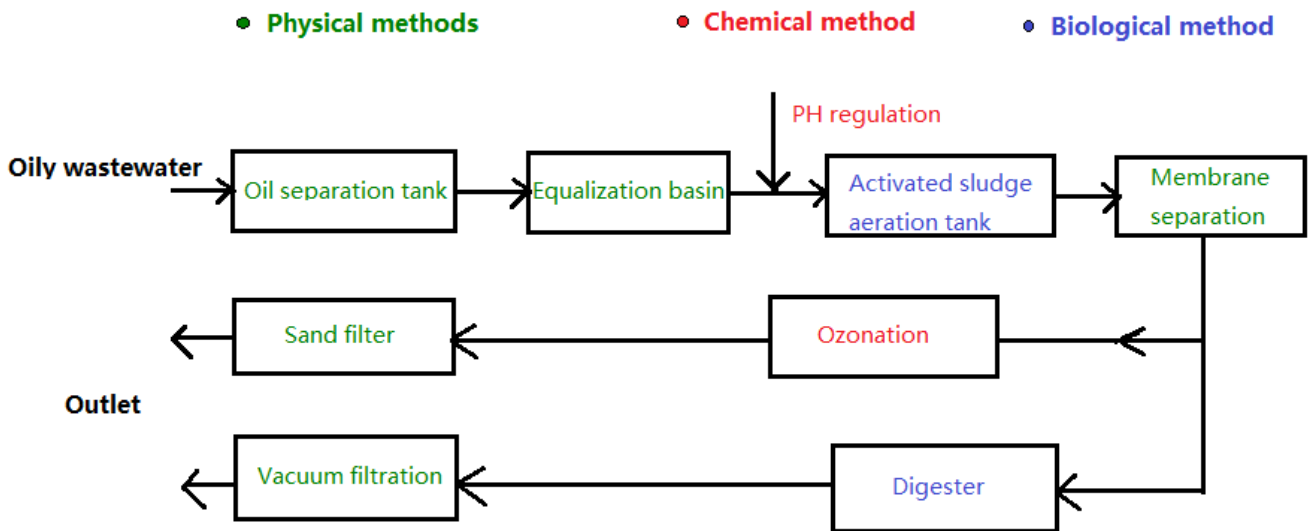 Physical methods
Chemical method
Biological method
PH regulation
Oily wastewater
Oil separation tank
Equalization basin
Activated sludge
aeration tank
Membrane
separation
Sand filter
Ozonation
Outlet
Vacuum filtration
Digester